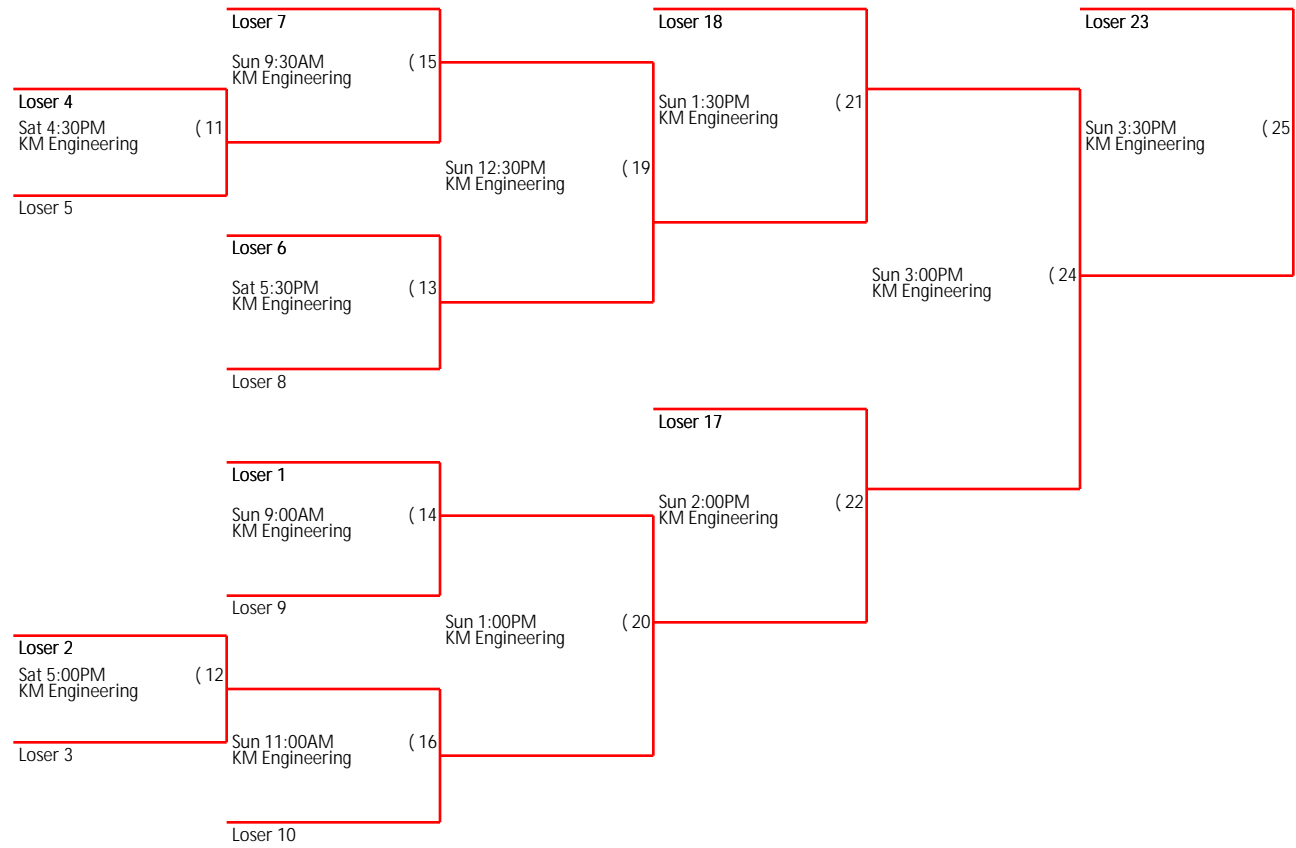 Loser 7
Sun 9:30AM
KM Engineering
( 15
Loser 4
Sat 4:30PM
KM Engineering
( 11
Loser 5
Loser 6
Sat 5:30PM
KM Engineering
( 13
Loser 8
Sun 12:30PM
KM Engineering
( 19
Loser 18
Sun 1:30PM
KM Engineering
( 21
Loser 1
Sun 9:00AM
KM Engineering
( 14
Loser 9
Loser 2
Sat 5:00PM
KM Engineering
( 12
Loser 3
Sun 11:00AM
KM Engineering
( 16
Loser 10
Sun 1:00PM
KM Engineering
( 20
Loser 17
Sun 2:00PM
KM Engineering
( 22
Sun 3:00PM
KM Engineering
( 24
Loser 23
Sun 3:30PM
KM Engineering
( 25